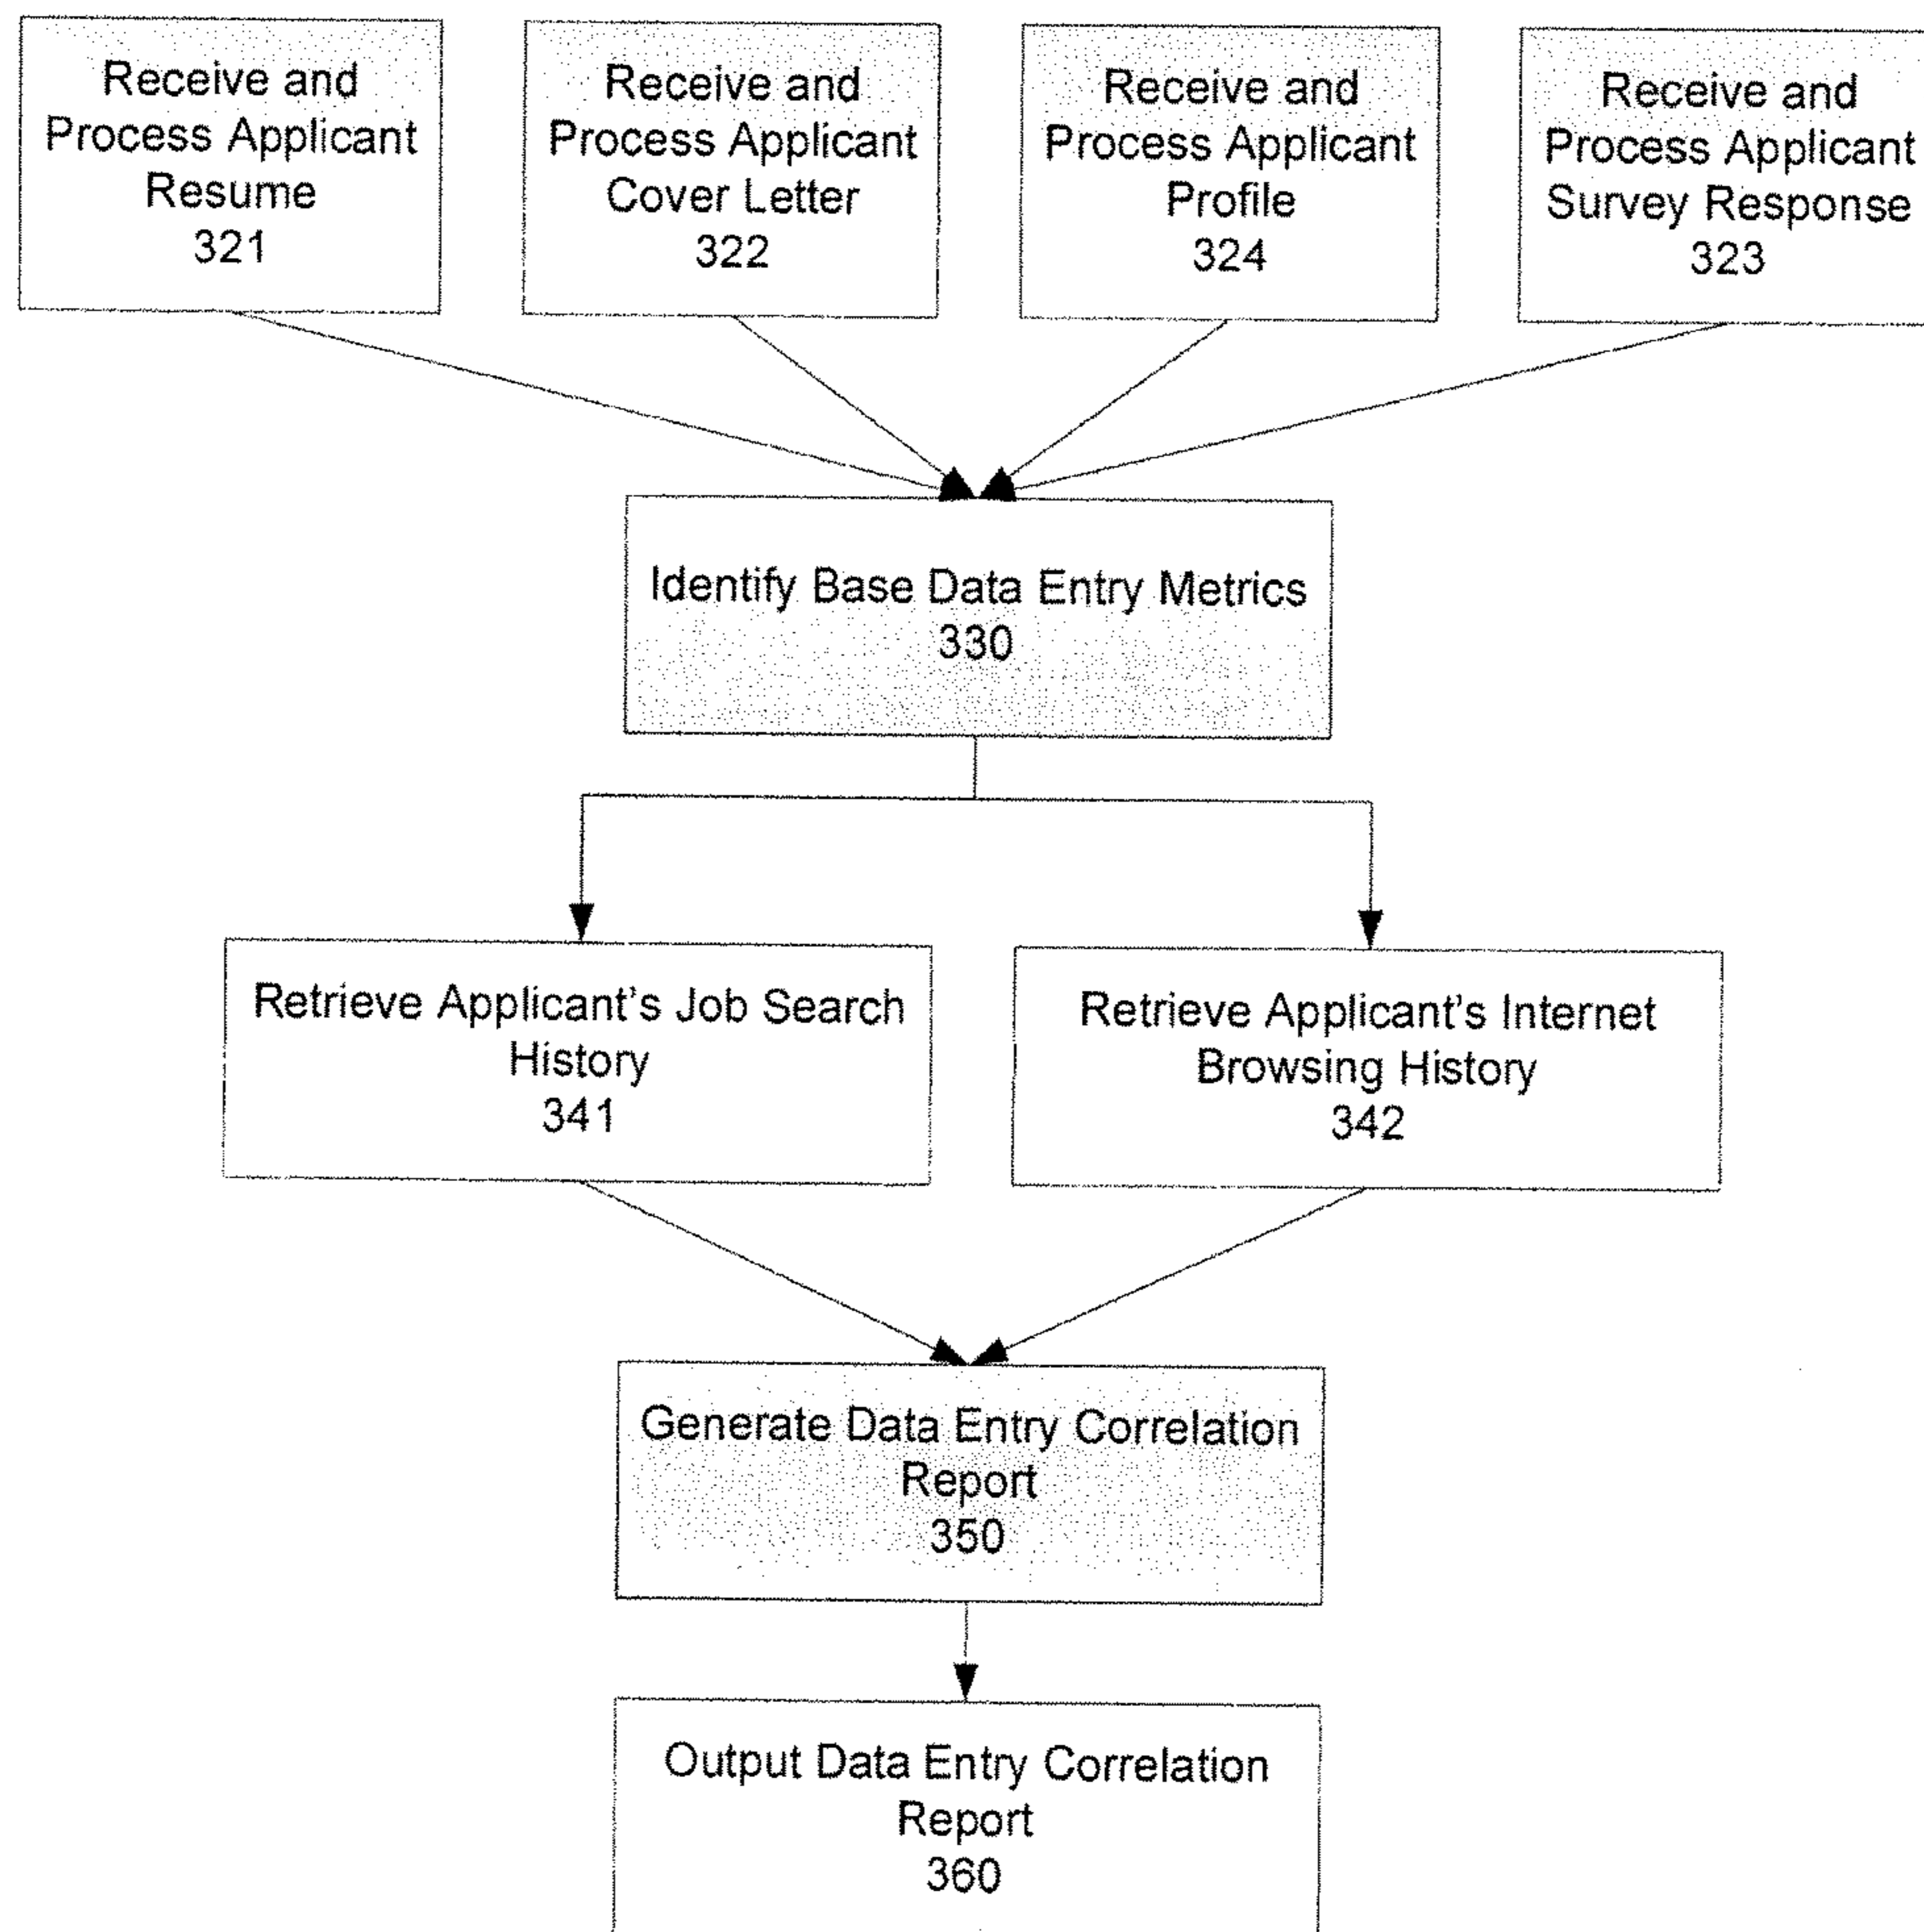 Receive and
Process Applicant
Resume
321
Receive and
Process Applicant
Cover Letter
322
Receive and
Process Applicant
Profile
324
Receive and
Process Applicant
Survey Response
323
Identify Base Data Entry Metrics
330
Retrieve Applicant's Job Search
History
341
Retrieve Applicant's Internet
Browsing History
342
Generate Data Entry Correlation
Report
350
Output Data Entry Correlation
Report
360